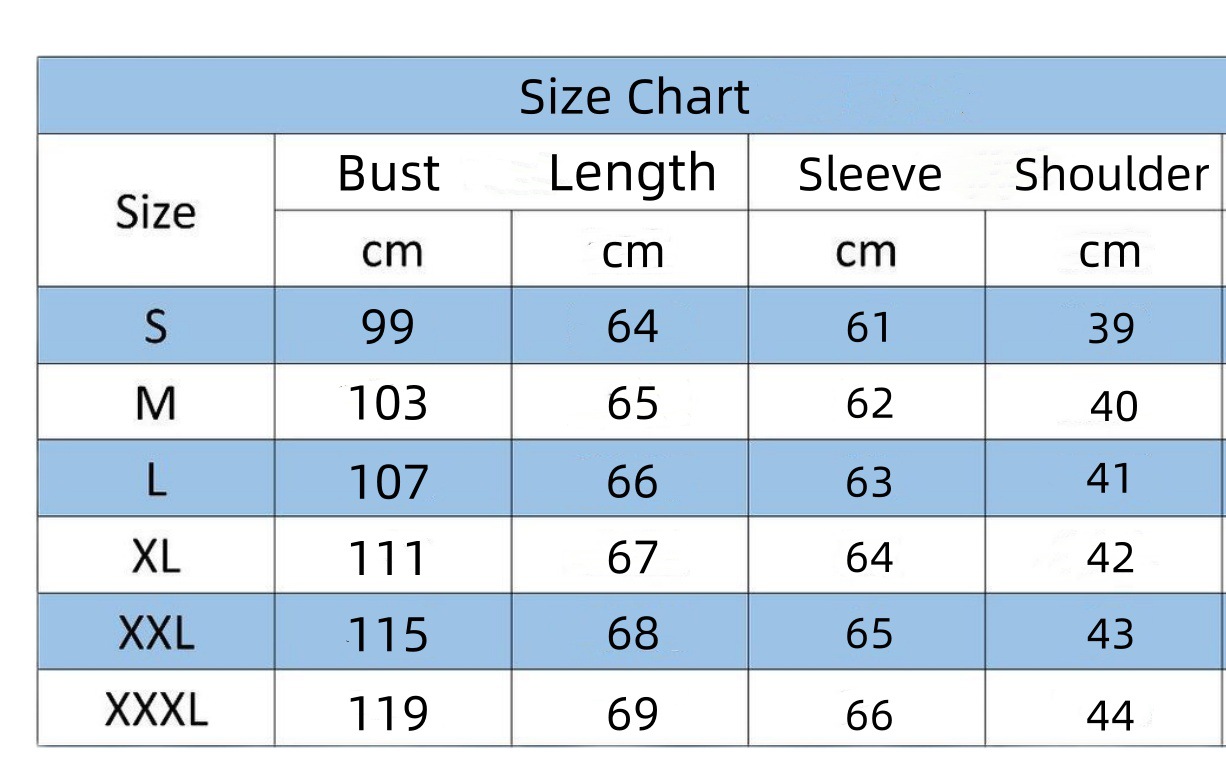 Size Chart
Size Bust Length Sleeve Shoulder
cm cm cm cm
S 99 64 61 39
M 103 65 62 40
L 107 66 63 41
XL 111 67 64 42
XXL 115 68 65 43
XXXL 119 69 66 44